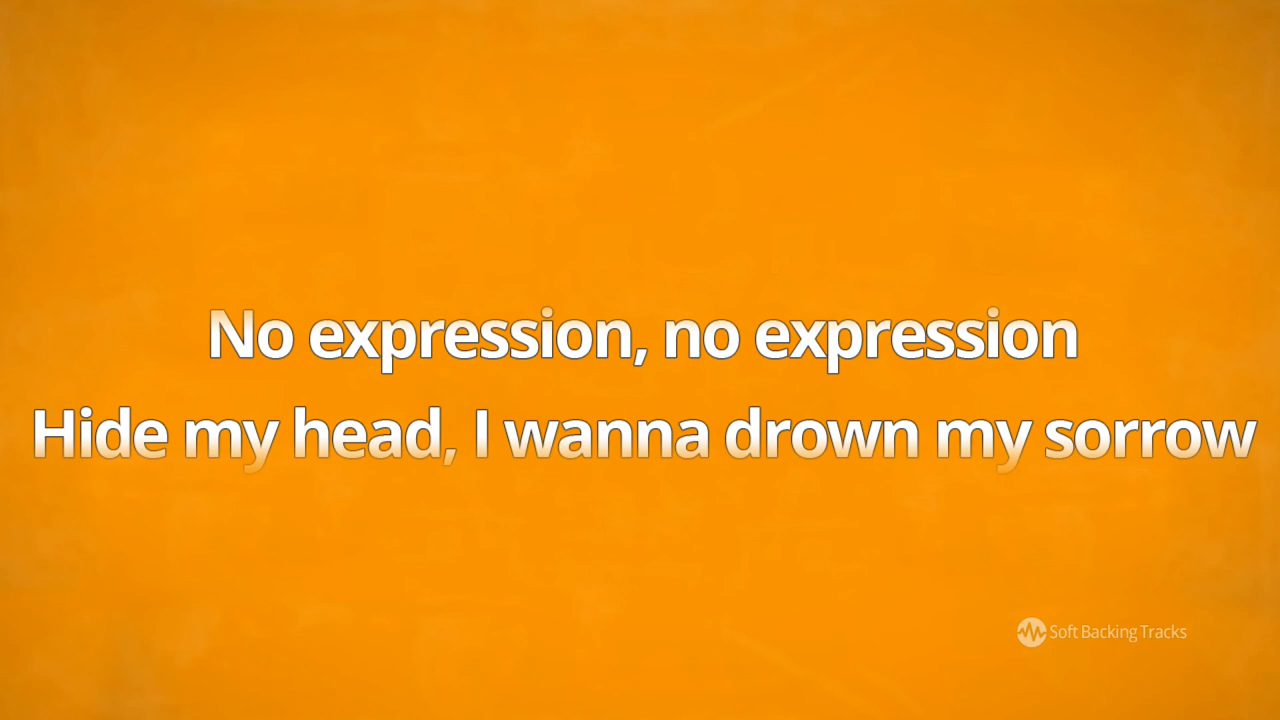 No expression, no expression
Hide my head, I wanna drown my sorrow
Soft Backing Tracks